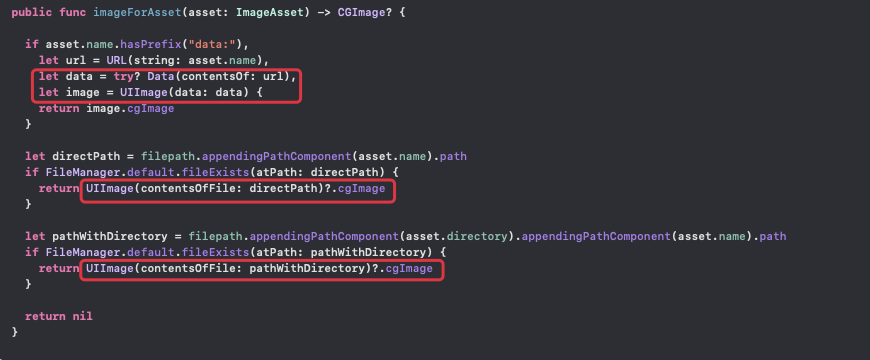 public func imageForAsset(asset: ImageAsset) -> CGImage? {
if asset.name.hasPrefix("data:"),
let url = URL(string: asset.name),
let data = try? Data(contentsOf: url),
let image = UIImage(data: data) {
return image.cgImage
}
let directPath = filepath.appendingPathComponent(asset.name).path
if FileManager.default.fileExists(atPath: directPath) {
return UIImage(contentsOfFile: directPath)?.cgImage
}
let pathWithDirectory = filepath.appendingPathComponent(asset.directory).appendingPathComponent(asset.name).path
if FileManager.default.fileExists(atPath: pathWithDirectory) {
return UIImage(contentsOfFile: pathWithDirectory)?.cgImage
}
return nil
}